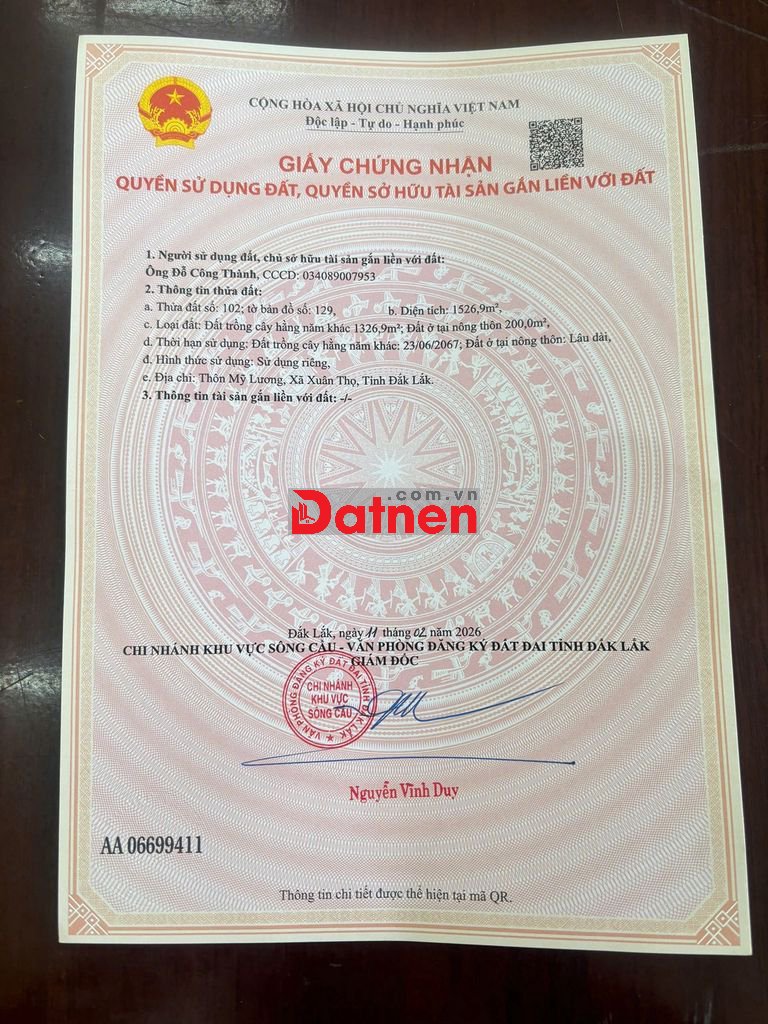 CỘNG HÒA XÃ HỘI CHỦ NGHĨA VIỆT NAM
Độc lập - Tự do - Hạnh phúc
GIẤY CHỨNG NHẬN
QUYỀN SỬ DỤNG ĐẤT, QUYỀN SỞ HỮU TÀI SẢN GẮN LIỀN VỚI ĐẤT
1. Người sử dụng đất, chủ sở hữu tài sản gắn liền với đất:
Ông Đỗ Công Thành, CCCD: 034089007953
2. Thông tin thửa đất:
a. Thửa đất số: 102; tờ bản đồ số: 129, b. Diện tích: 1526,9m²,
c. Loại đất: Đất trồng cây hằng năm khác 1326,9m²; Đất ở tại nông thôn 200,0m²,
d. Thời hạn sử dụng: Đất trồng cây hằng năm khác: 23/06/2067; Đất ở tại nông thôn: Lâu dài,
đ. Hình thức sử dụng: Sử dụng riêng,
e. Địa chỉ: Thôn Mỹ Lương, Xã Xuân Thọ, Tỉnh Đắk Lắk.
3. Thông tin tài sản gắn liền với đất: -/-
.com.vn
Datnen
Đắk Lắk, ngày 11 tháng 02 năm 2026
CHI NHÁNH KHU VỰC SÔNG CẦU - VĂN PHÒNG ĐĂNG KÝ ĐẤT ĐAI TỈNH ĐẮK LẮK
GIÁM ĐỐC
VĂN PHÒNG ĐĂNG KÝ ĐẤT ĐAI TỈNH ĐẮK LẮK
CHI NHÁNH
KHU VỰC
SÔNG CẦU
Nguyễn Vĩnh Duy
AA 06699411
Thông tin chi tiết được thể hiện tại mã QR.